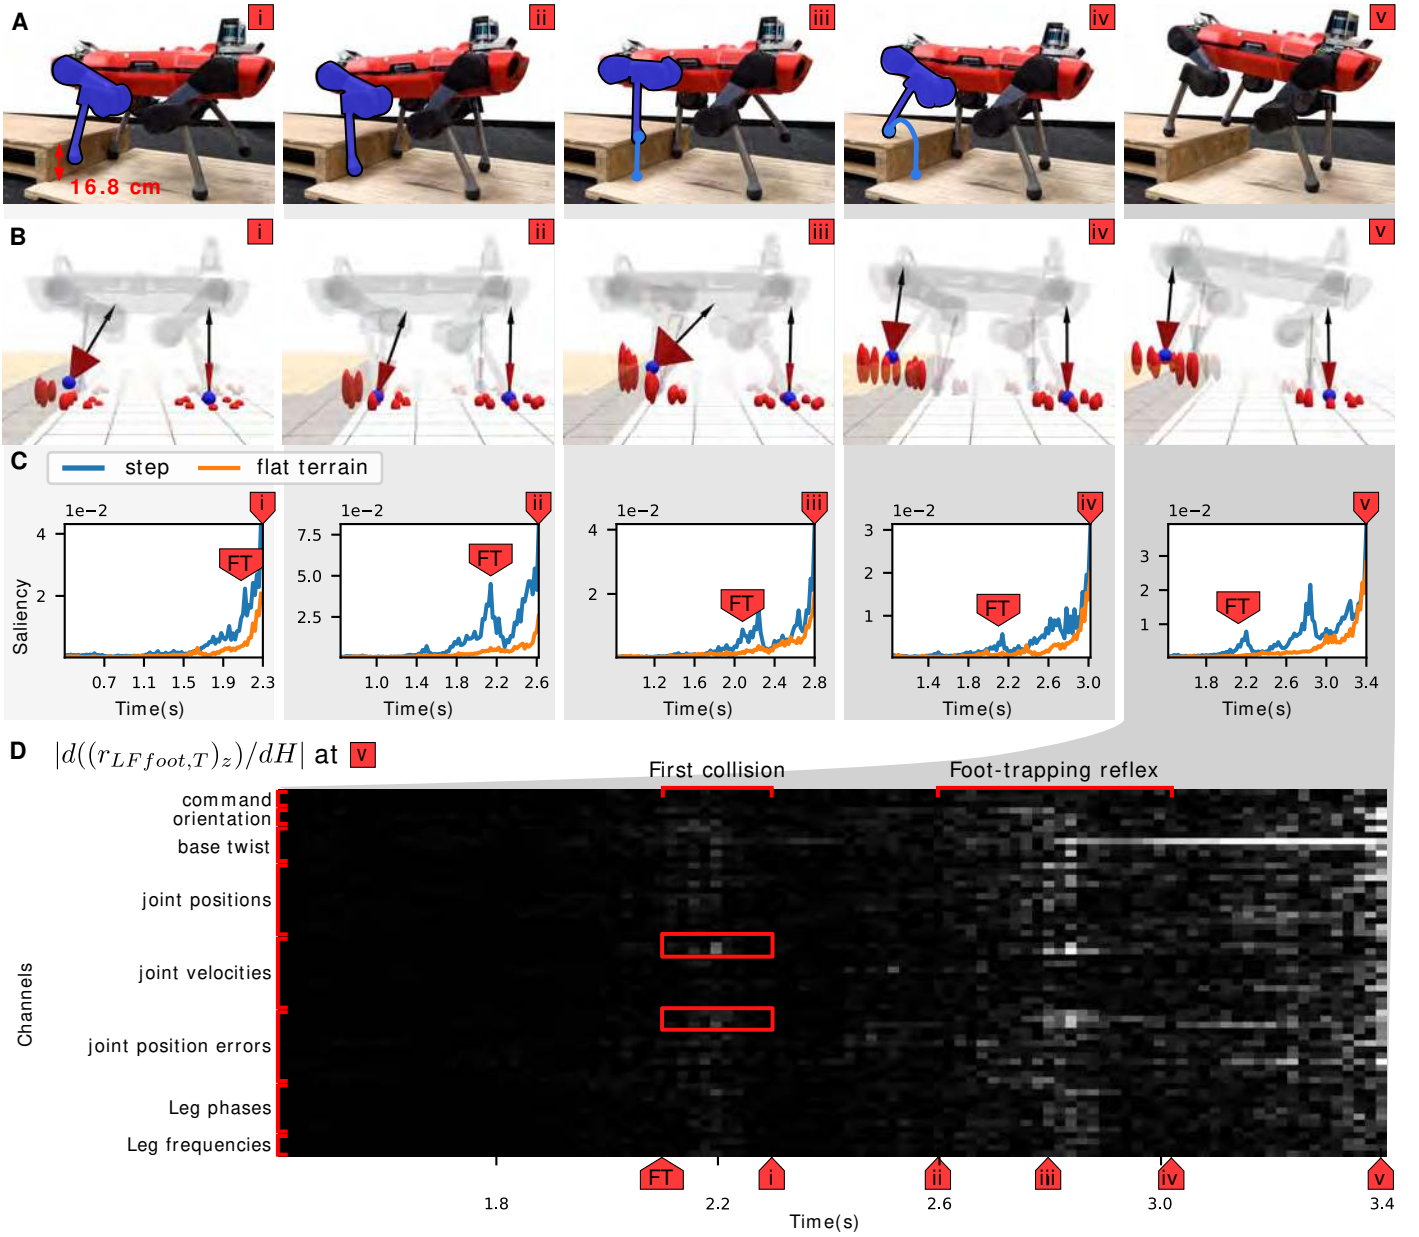 A
i
ii
iii
iv
v
16.8 cm
B
i
ii
iii
iv
v
C
step
flat terrain
i
ii
iii
iv
v
1e−2
1e−2
1e−2
1e−2
1e−2
4
2
Saliency
FT
0.7 1.1 1.5 1.9 2.3
Time(s)
7.5
5.0
2.5
FT
1.0 1.4 1.8 2.2 2.6
Time(s)
4
2
FT
1.2 1.6 2.0 2.4 2.8
Time(s)
3
2
1
FT
1.4 1.8 2.2 2.6 3.0
Time(s)
3
2
1
FT
1.8 2.2 2.6 3.0 3.4
Time(s)
D |d((r_{LFfoot,T})_z)/dH| at v
First collision
Foot-trapping reflex
command
orientation
base twist
joint positions
joint velocities
joint position errors
Leg phases
Leg frequencies
Channels
FT i ii iii iv v
1.8 2.2 2.6 3.0 3.4
Time(s)